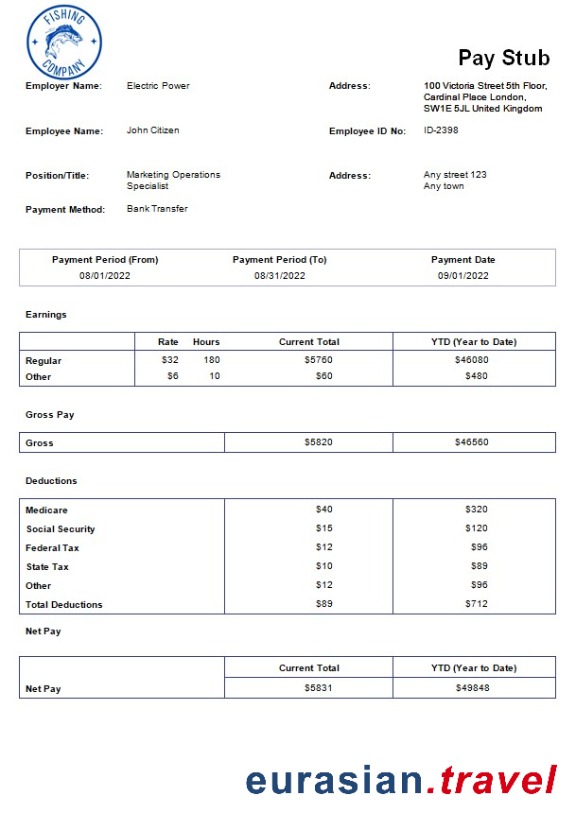 FISHING
COMPANY
Pay Stub
Employer Name: Electric Power Address: 100 Victoria Street 5th Floor,
Cardinal Place London,
SW1E 5JL United Kingdom
Employee Name: John Citizen Employee ID No: ID-2398
Position/Title: Marketing Operations Address: Any street 123
Specialist Any town
Payment Method: Bank Transfer
Payment Period (From) Payment Period (To) Payment Date
08/01/2022 08/31/2022 09/01/2022
Earnings
Rate Hours Current Total YTD (Year to Date)
Regular $32 180 $5760 $46080
Other $6 10 $60 $480
Gross Pay
Gross $5820 $46560
Deductions
Medicare $40 $320
Social Security $15 $120
Federal Tax $12 $96
State Tax $10 $89
Other $12 $96
Total Deductions $89 $712
Net Pay
Current Total YTD (Year to Date)
Net Pay $5831 $49848
eurasian.travel